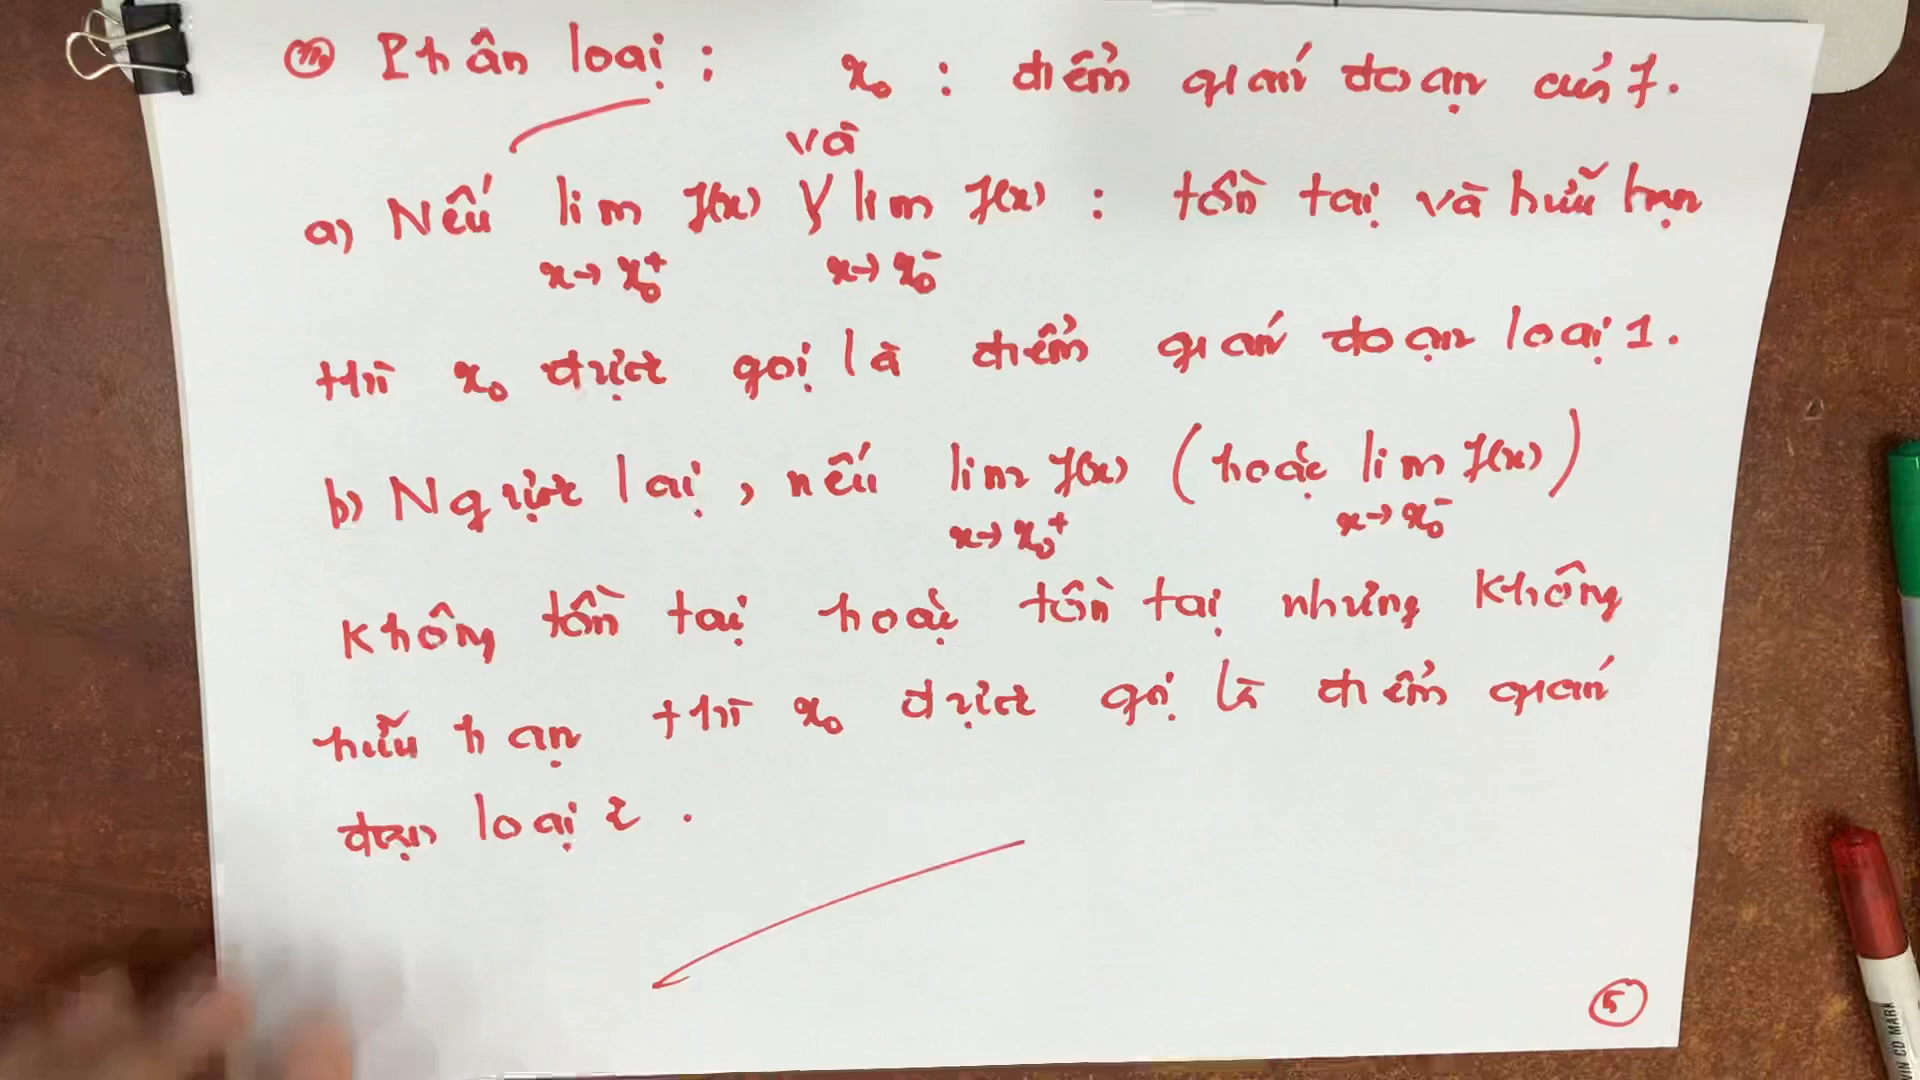 m, Phân loại : x₀ : điểm gián đoạn của f.
và
a) Nếu lim f(x) lim f(x) : tồn tại và hữu hạn
x→x₀⁺ x→x₀⁻
thì x₀ được gọi là điểm gián đoạn loại 1.
b) Ngược lại, nếu lim f(x) (hoặc lim f(x))
x→x₀⁺ x→x₀⁻
không tồn tại hoặc tồn tại nhưng không
hữu hạn thì x₀ được gọi là điểm gián
đoạn loại 2.
5
VIN CD MARK